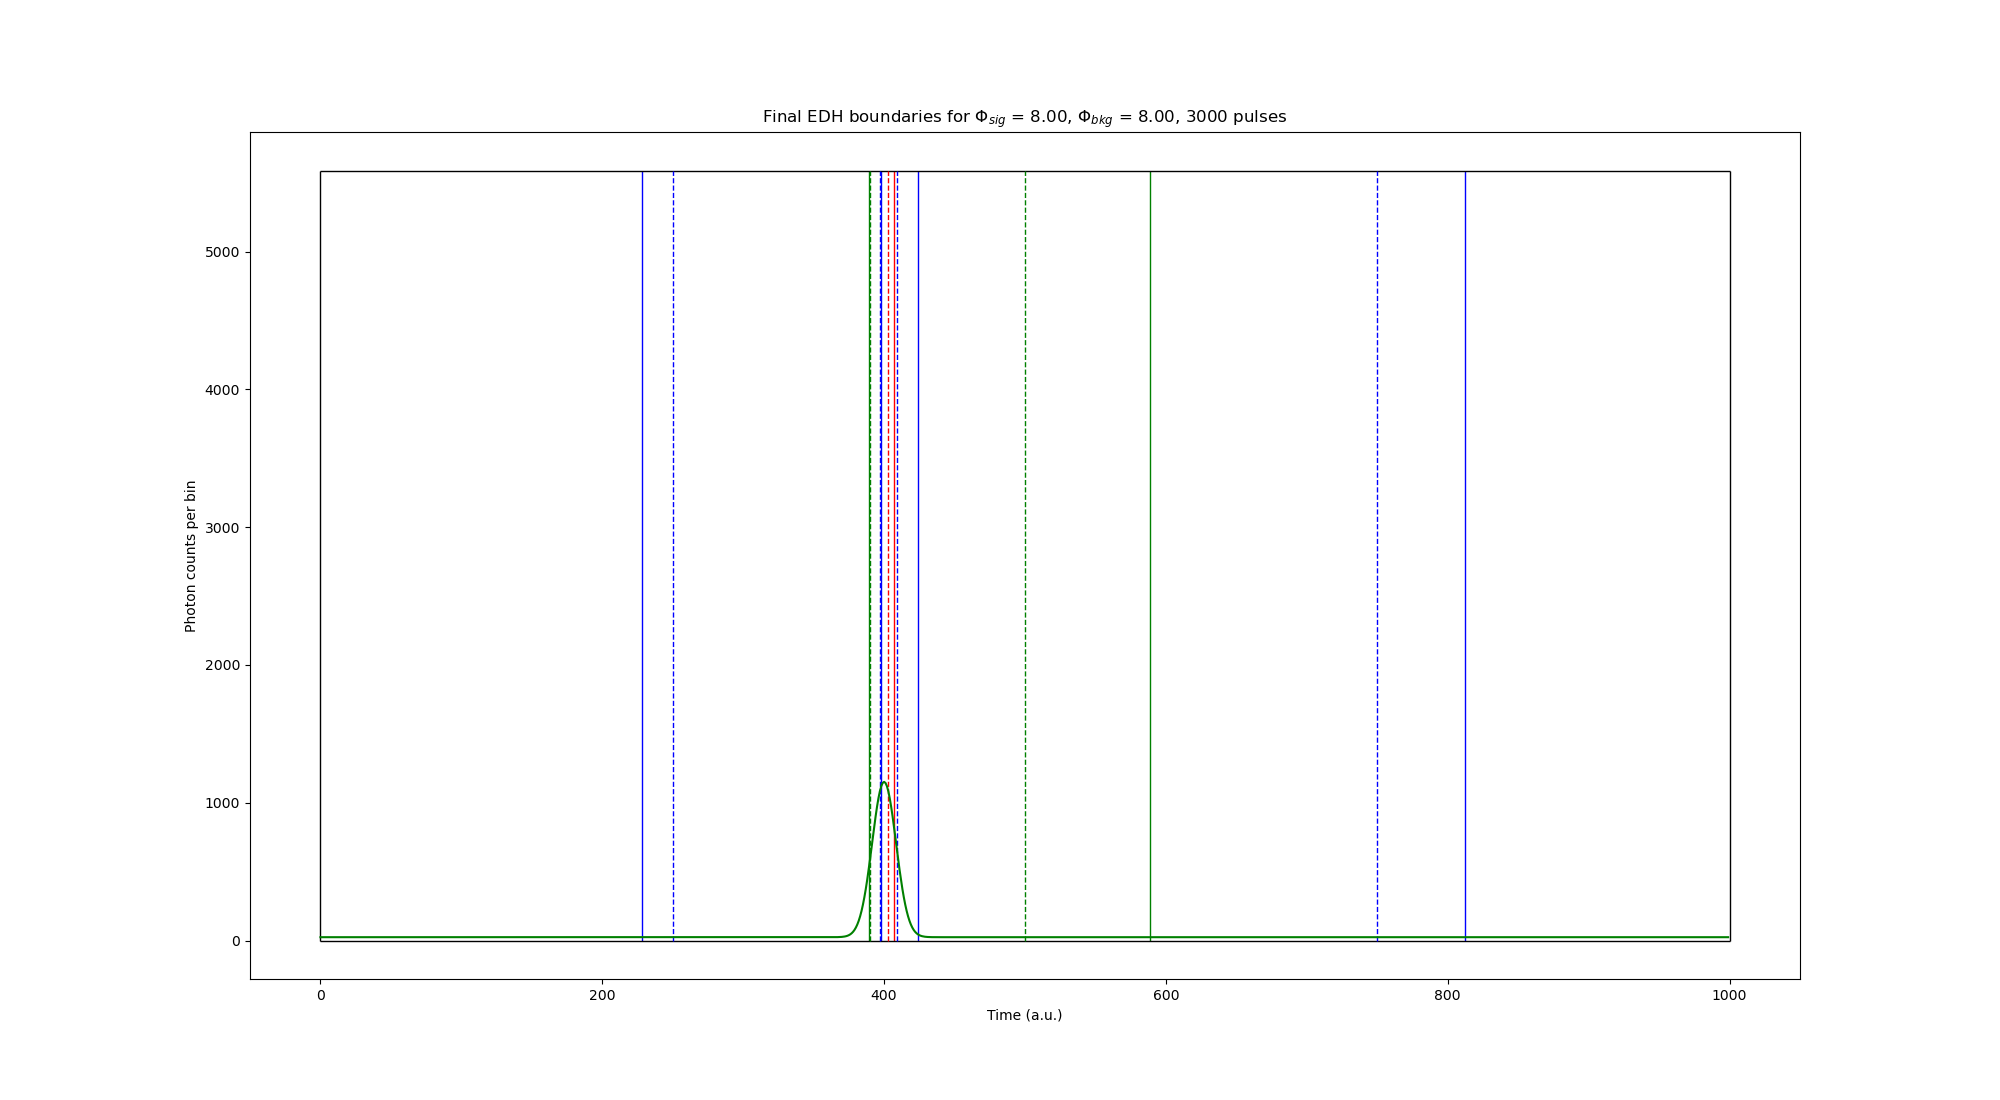 Final EDH boundaries for Φsig = 8.00, Φbkg = 8.00, 3000 pulses
Photon counts per bin
5000
4000
3000
2000
1000
0
0 200 400 600 800 1000
Time (a.u.)